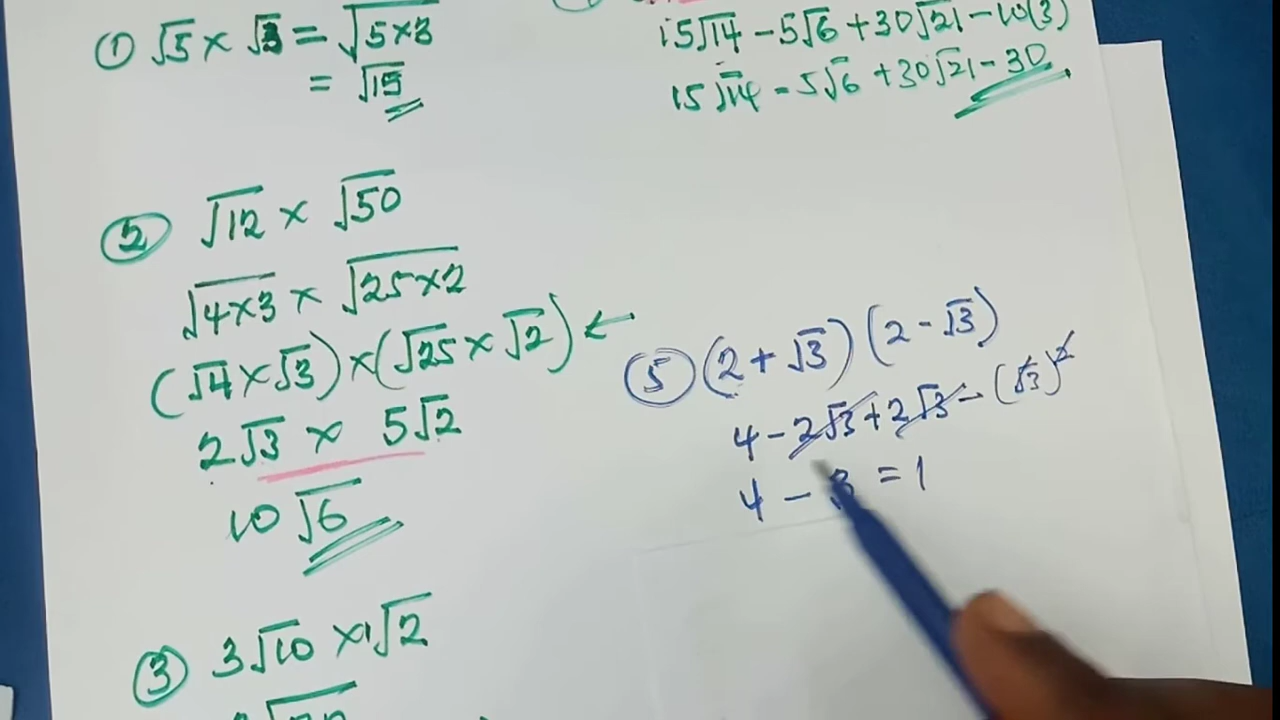 ① √5 × √3 = √5×3
= √15
② √12 × √50
√4×3 × √25×2
(√4×√3)×(√25×√2) ←
2√3 × 5√2
10√6
③ 3√10 × 1√2
15√14 - 5√6 + 30√21 - 10(3)
15√14 - 5√6 + 30√21 - 30
⑤ (2+√3)(2-√3)
4 - 2√3 + 2√3 - (√3)²
4 - 3 = 1